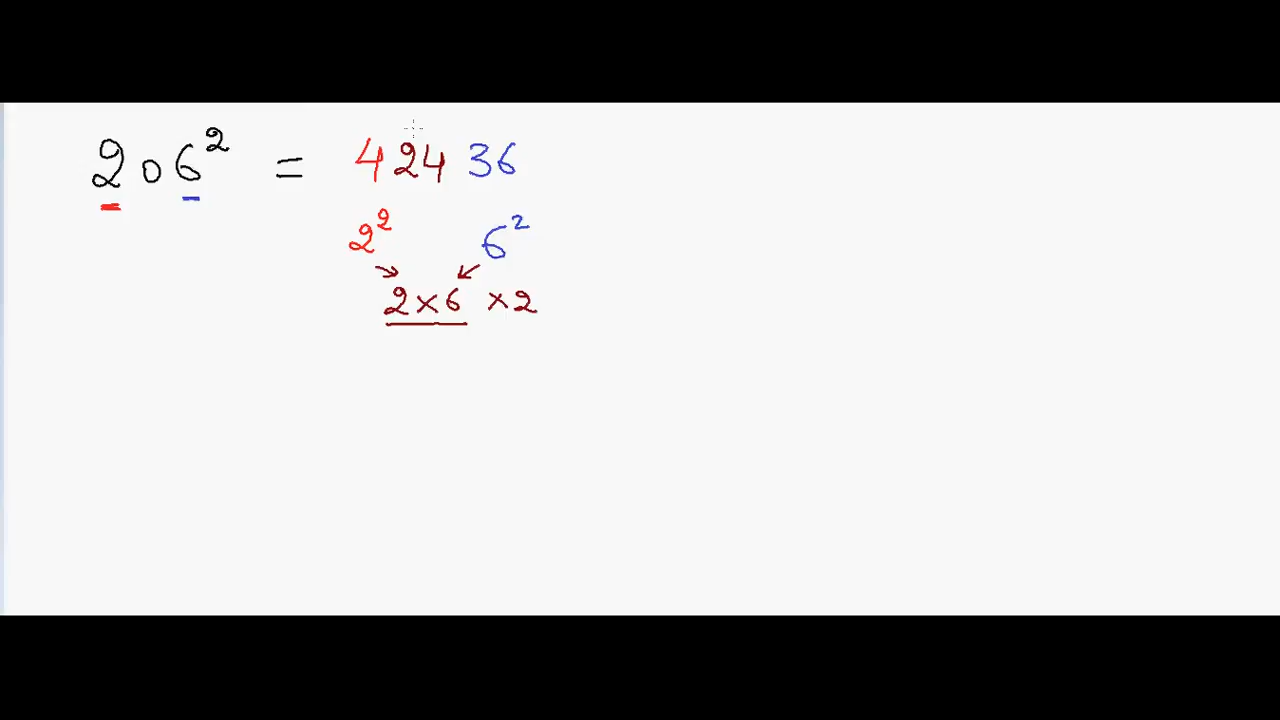 206² = 42436
2² 6²
2×6 ×2